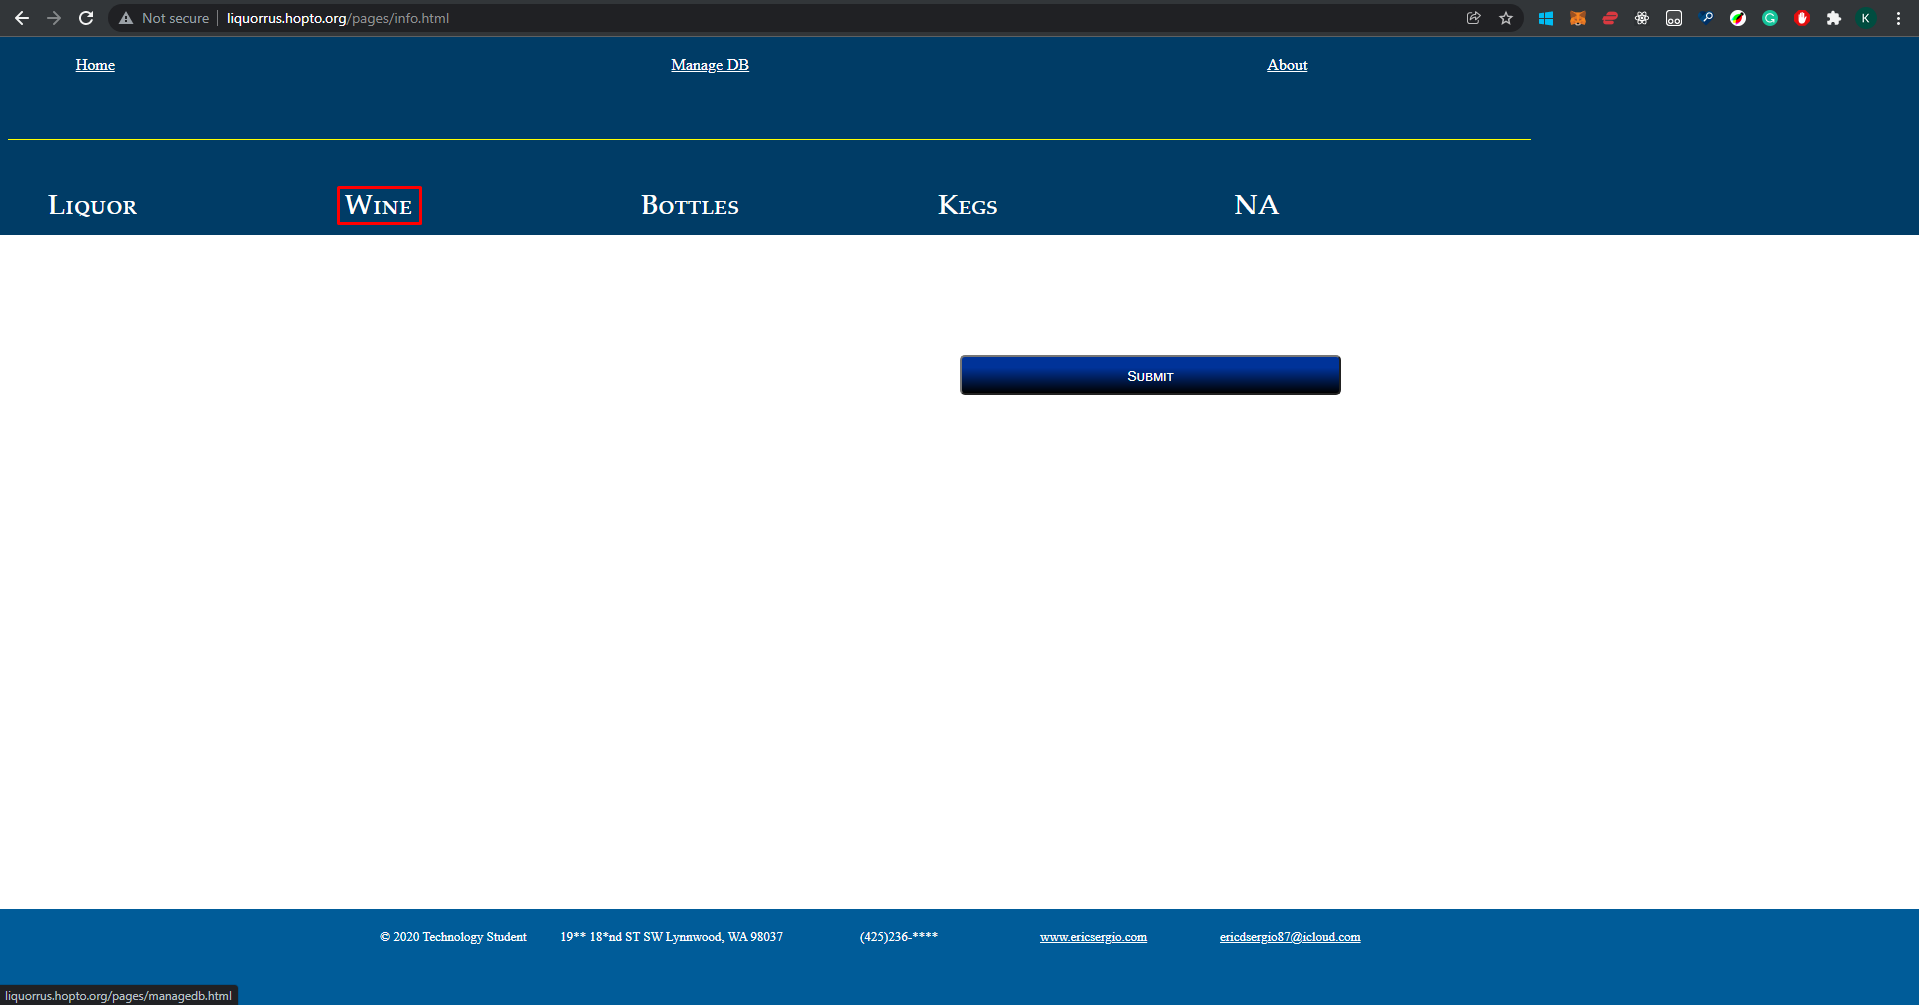 Not secure liquorrus.hopto.org/pages/info.html K
Home Manage DB About
Liquor Wine Bottles Kegs NA
Submit
© 2020 Technology Student 19** 18*nd ST SW Lynnwood, WA 98037 (425)236-**** www.ericsergio.com ericdsergio87@icloud.com
liquorrus.hopto.org/pages/managedb.html